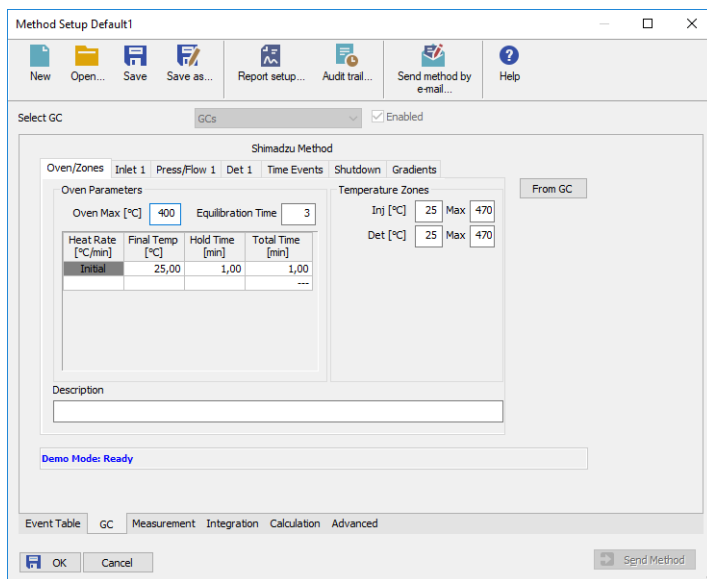 Method Setup Default1
New Open... Save Save as... Report setup... Audit trail... Send method by e-mail... Help
Select GC GCs Enabled
Shimadzu Method
Oven/Zones Inlet 1 Press/Flow 1 Det 1 Time Events Shutdown Gradients
Oven Parameters Temperature Zones From GC
Oven Max [°C] 400 Equilibration Time 3 Inj [°C] 25 Max 470
Det [°C] 25 Max 470
Heat Rate Final Temp Hold Time Total Time
[°C/min] [°C] [min] [min]
Initial 25,00 1,00 1,00
---
Description
Demo Mode: Ready
Event Table GC Measurement Integration Calculation Advanced
OK Cancel Send Method